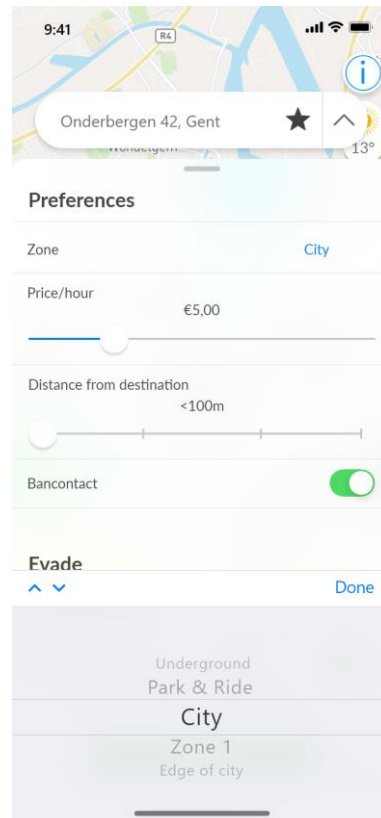 9:41
R4
Onderbergen 42, Gent
Wondelgem
13°
Preferences
Zone City
Price/hour
€5,00
Distance from destination
<100m
Bancontact
Evade
Done
Underground
Park & Ride
City
Zone 1
Edge of city